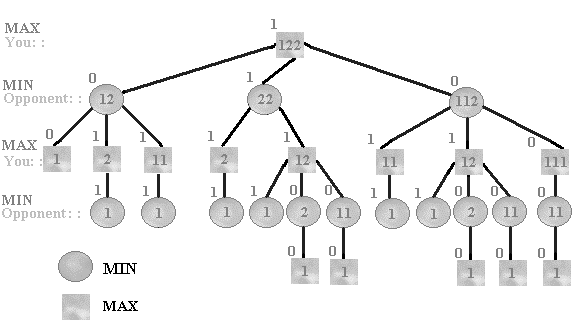 1
MAX
You: :
122
0 1 0
MIN
Opponent: :
12 22 112
0 1 1 1 1 1 1 0
MAX
You: :
1 2 11 2 12 11 12 111
1 1 1 1 0 0 1 1 0 0 0
MIN
Opponent: :
1 1 1 1 2 11 1 1 2 11 11
0 0 0 0 0
1 1 1 1 1
MIN
MAX